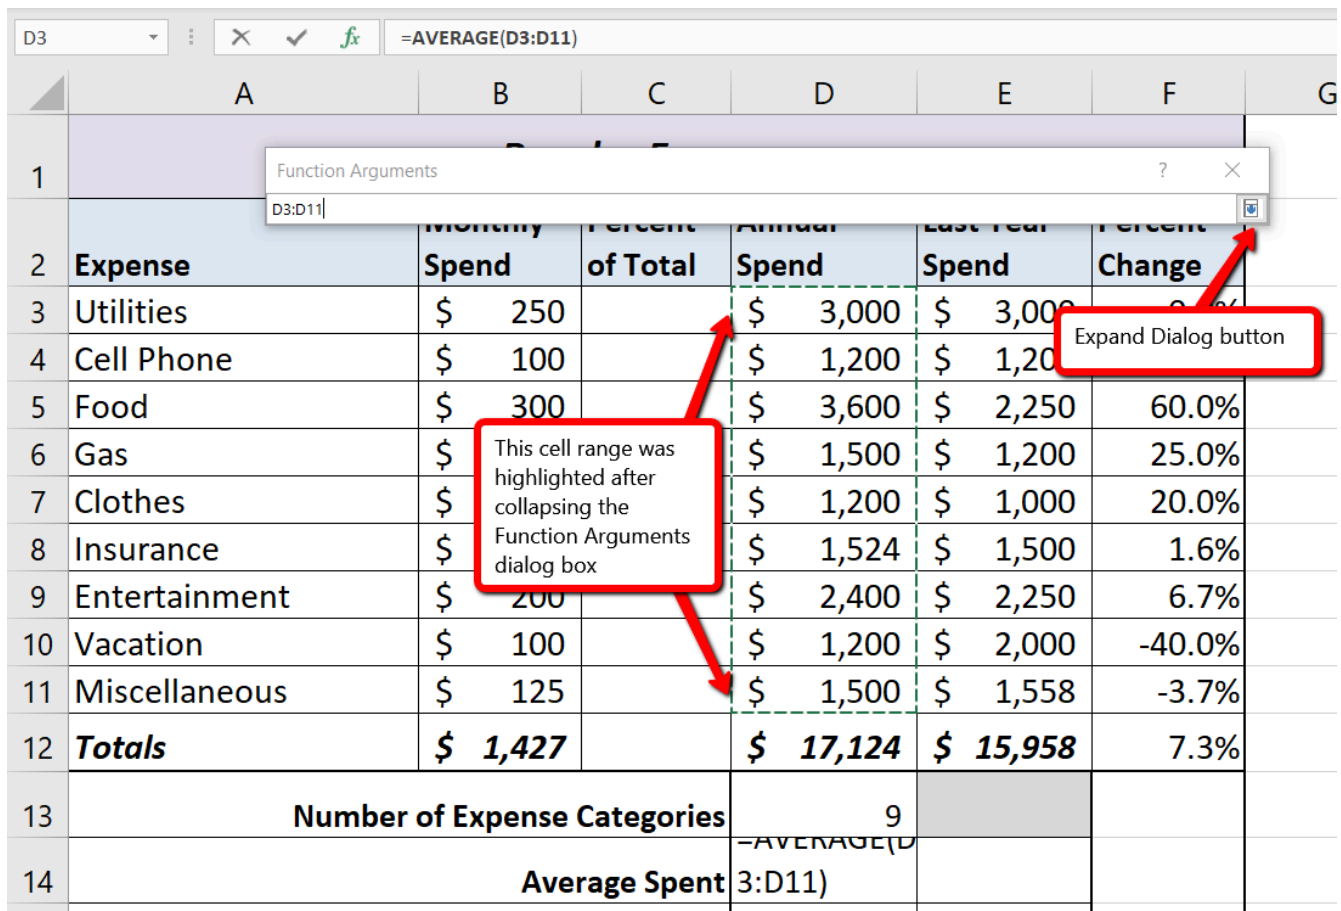 D3 fx =AVERAGE(D3:D11)
A B C D E F G
1
Function Arguments ?
D3:D11
Monthly Percent Annual Last Year Percent
2 Expense Spend of Total Spend Spend Change
3 Utilities $ 250 $ 3,000 $ 3,000
4 Cell Phone $ 100 $ 1,200 $
Expand Dialog button
5 Food $ 300 $ 3,600 $ 2,250 60.0%
6 Gas $ $ 1,500 $ 1,200 25.0%
7 Clothes $ $ 1,200 $ 1,000 20.0%
8 Insurance $ $ 1,524 $ 1,500 1.6%
This cell range was
highlighted after
collapsing the
Function Arguments
dialog box
9 Entertainment $ 200 $ 2,400 $ 2,250 6.7%
10 Vacation $ 100 $ 1,200 $ 2,000 -40.0%
11 Miscellaneous $ 125 $ 1,500 $ 1,558 -3.7%
12 Totals $ 1,427 $ 17,124 $ 15,958 7.3%
13 Number of Expense Categories 9
=AVERAGE(D
14 Average Spent 3:D11)